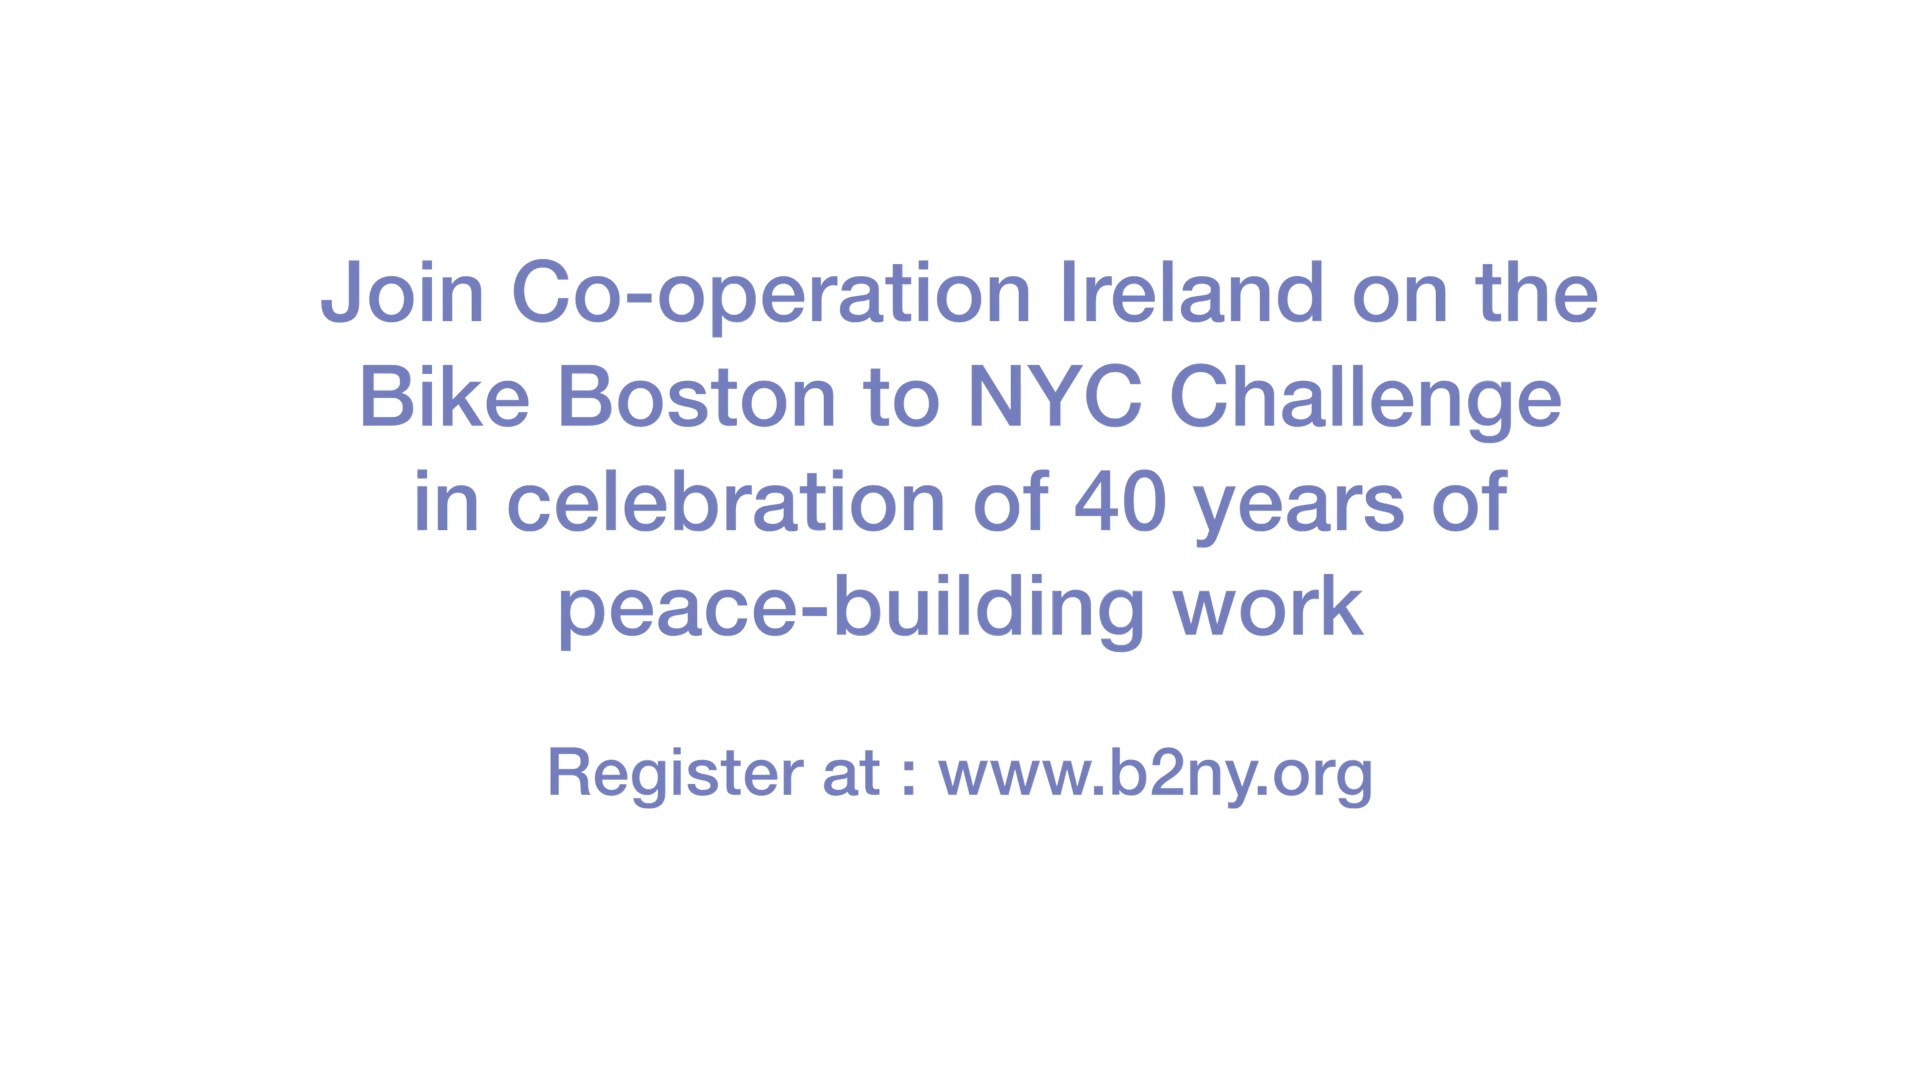 Join Co-operation Ireland on the
Bike Boston to NYC Challenge
in celebration of 40 years of
peace-building work
Register at : www.b2ny.org